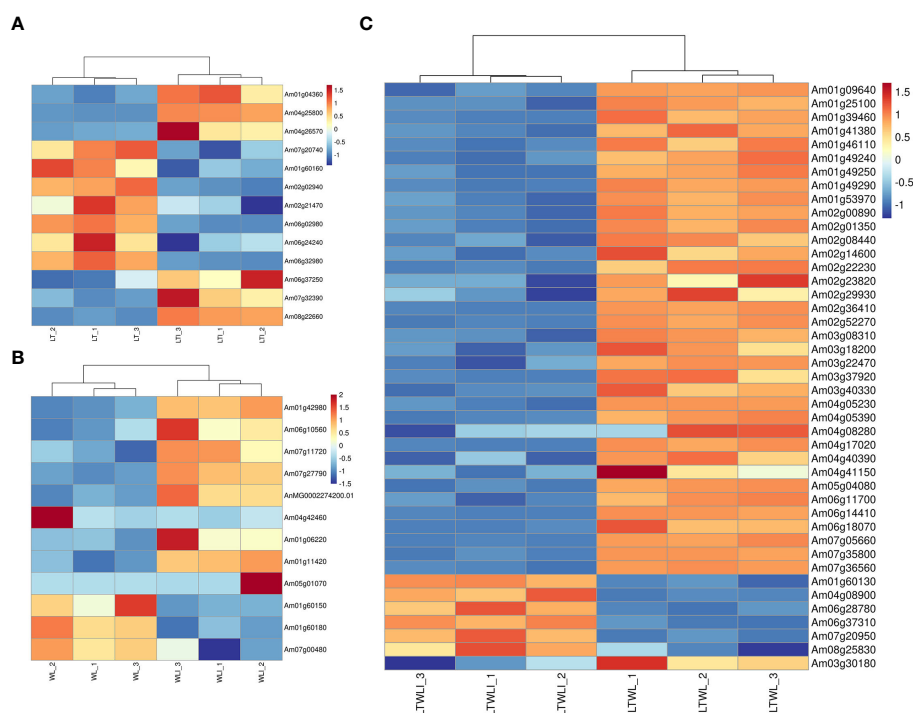 A
1.5
1
0.5
0
-0.5
-1
Am01g04360
Am04g25800
Am04g26570
Am07g20740
Am01g60160
Am02g02940
Am02g21470
Am06g02980
Am06g24240
Am06g32980
Am06g37250
Am07g32390
Am08g22660
LT_2
LT_1
LT_3
LTI_3
LTI_1
LTI_2
B
2
1.5
1
0.5
0
-0.5
-1
-1.5
Am01g42980
Am06g10560
Am07g11720
Am07g27790
AnMG0002274200.01
Am04g42460
Am01g06220
Am01g11420
Am05g01070
Am01g60150
Am01g60180
Am07g00480
WL_2
WL_1
WL_3
WLI_3
WLI_1
WLI_2
C
1.5
1
0.5
0
-0.5
-1
Am01g09640
Am01g25100
Am01g39460
Am01g41380
Am01g46110
Am01g49240
Am01g49250
Am01g49290
Am01g53970
Am02g00890
Am02g01350
Am02g08440
Am02g14600
Am02g22230
Am02g23820
Am02g29930
Am02g36410
Am02g52270
Am03g08310
Am03g18200
Am03g22470
Am03g37920
Am03g40330
Am04g05230
Am04g05390
Am04g08280
Am04g17020
Am04g40390
Am04g41150
Am05g04080
Am06g11700
Am06g14410
Am06g18070
Am07g05660
Am07g35800
Am07g36560
Am01g60130
Am04g08900
Am06g28780
Am06g37310
Am07g20950
Am08g25830
Am03g30180
LTWLI_3
LTWLI_1
LTWLI_2
LTWL_1
LTWL_2
LTWL_3